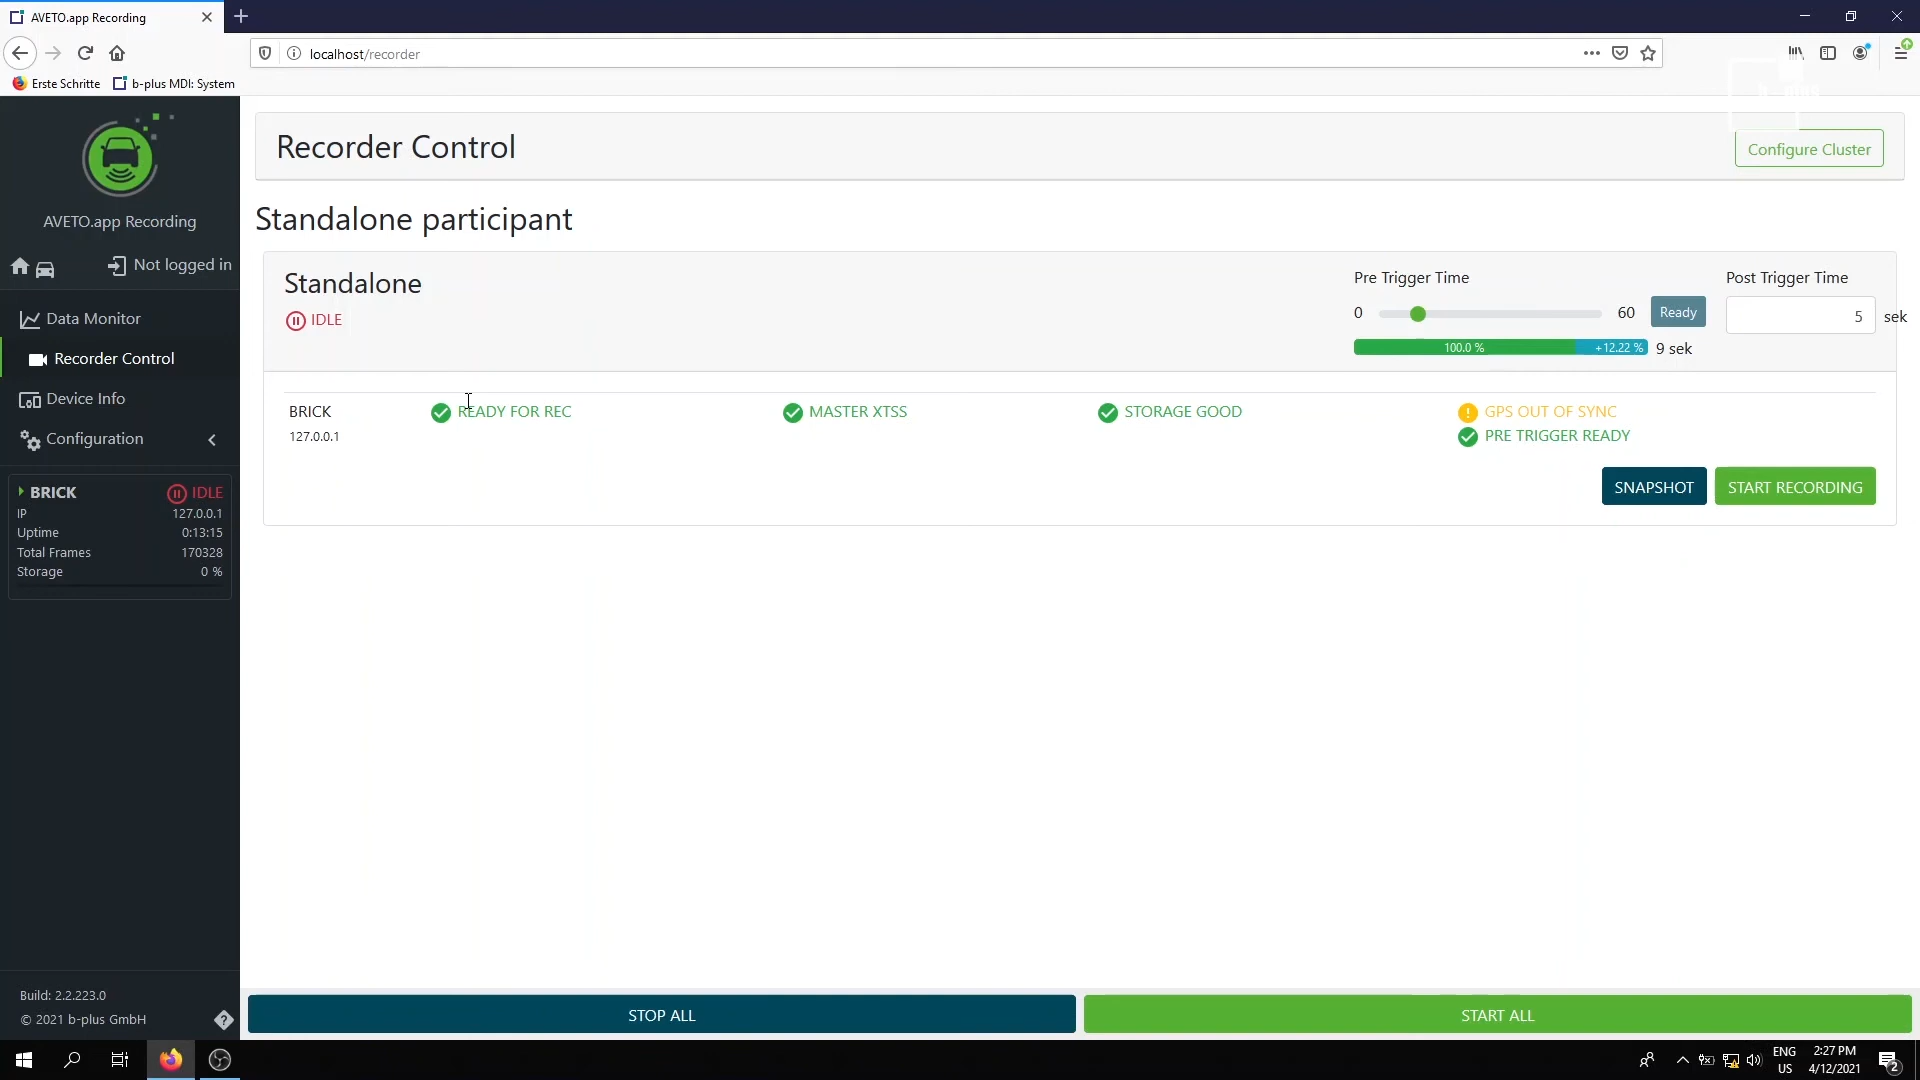 AVETO.app Recording
localhost/recorder
Erste Schritte
b-plus MDI: System
b-plus
AVETO.app Recording
Not logged in
Data Monitor
Recorder Control
Device Info
Configuration
BRICK
IDLE
IP
127.0.0.1
Uptime
0:13:15
Total Frames
170328
Storage
0 %
Build: 2.2.223.0
© 2021 b-plus GmbH
Recorder Control
Configure Cluster
Standalone participant
Standalone
IDLE
Pre Trigger Time
0
60
Ready
100.0 %
+12.22 %
9 sek
Post Trigger Time
5
sek
BRICK
127.0.0.1
READY FOR REC
MASTER XTSS
STORAGE GOOD
GPS OUT OF SYNC
PRE TRIGGER READY
SNAPSHOT
START RECORDING
STOP ALL
START ALL
ENG
US
2:27 PM
4/12/2021
2